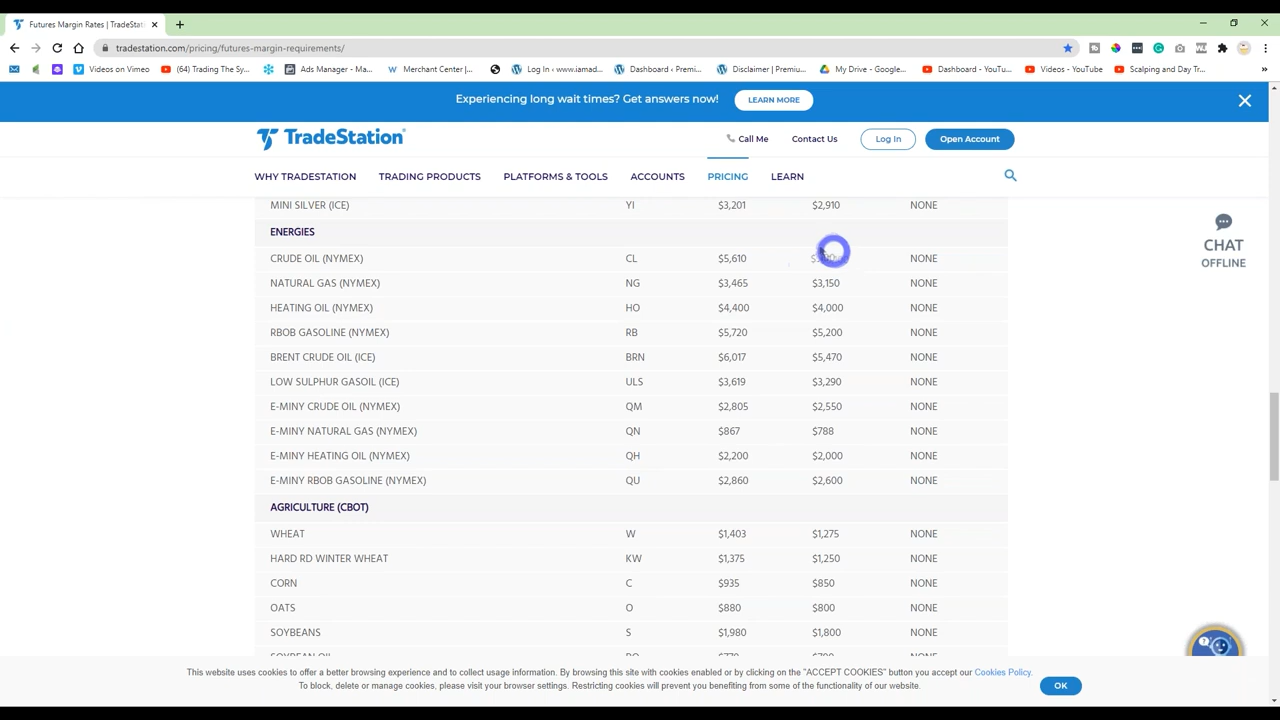 Futures Margin Rates | TradeStati
tradestation.com/pricing/futures-margin-requirements/
Videos on Vimeo (64) Trading The Sy... Ads Manager - Ma... Merchant Center |... Log In ‹ www.iamad... Dashboard ‹ Premi... Disclaimer | Premiu... My Drive - Google... Dashboard - YouTu... Videos - YouTube Scalping and Day Tr... »
Experiencing long wait times? Get answers now! LEARN MORE
TradeStation Call Me Contact Us Log In Open Account
WHY TRADESTATION TRADING PRODUCTS PLATFORMS & TOOLS ACCOUNTS PRICING LEARN
MINI SILVER (ICE) YI $3,201 $2,910 NONE
ENERGIES
CHAT
OFFLINE
CRUDE OIL (NYMEX) CL $5,610 NONE
NATURAL GAS (NYMEX) NG $3,465 $3,150 NONE
HEATING OIL (NYMEX) HO $4,400 $4,000 NONE
RBOB GASOLINE (NYMEX) RB $5,720 $5,200 NONE
BRENT CRUDE OIL (ICE) BRN $6,017 $5,470 NONE
LOW SULPHUR GASOIL (ICE) ULS $3,619 $3,290 NONE
E-MINY CRUDE OIL (NYMEX) QM $2,805 $2,550 NONE
E-MINY NATURAL GAS (NYMEX) QN $867 $788 NONE
E-MINY HEATING OIL (NYMEX) QH $2,200 $2,000 NONE
E-MINY RBOB GASOLINE (NYMEX) QU $2,860 $2,600 NONE
AGRICULTURE (CBOT)
WHEAT W $1,403 $1,275 NONE
HARD RD WINTER WHEAT KW $1,375 $1,250 NONE
CORN C $935 $850 NONE
OATS O $880 $800 NONE
SOYBEANS S $1,980 $1,800 NONE
This website uses cookies to offer a better browsing experience and to collect usage information. By browsing this site with cookies enabled or by clicking on the "ACCEPT COOKIES" button you accept our Cookies Policy.
To block, delete or manage cookies, please visit your browser settings. Restricting cookies will prevent you benefiting from some of the functionality of our website.
OK